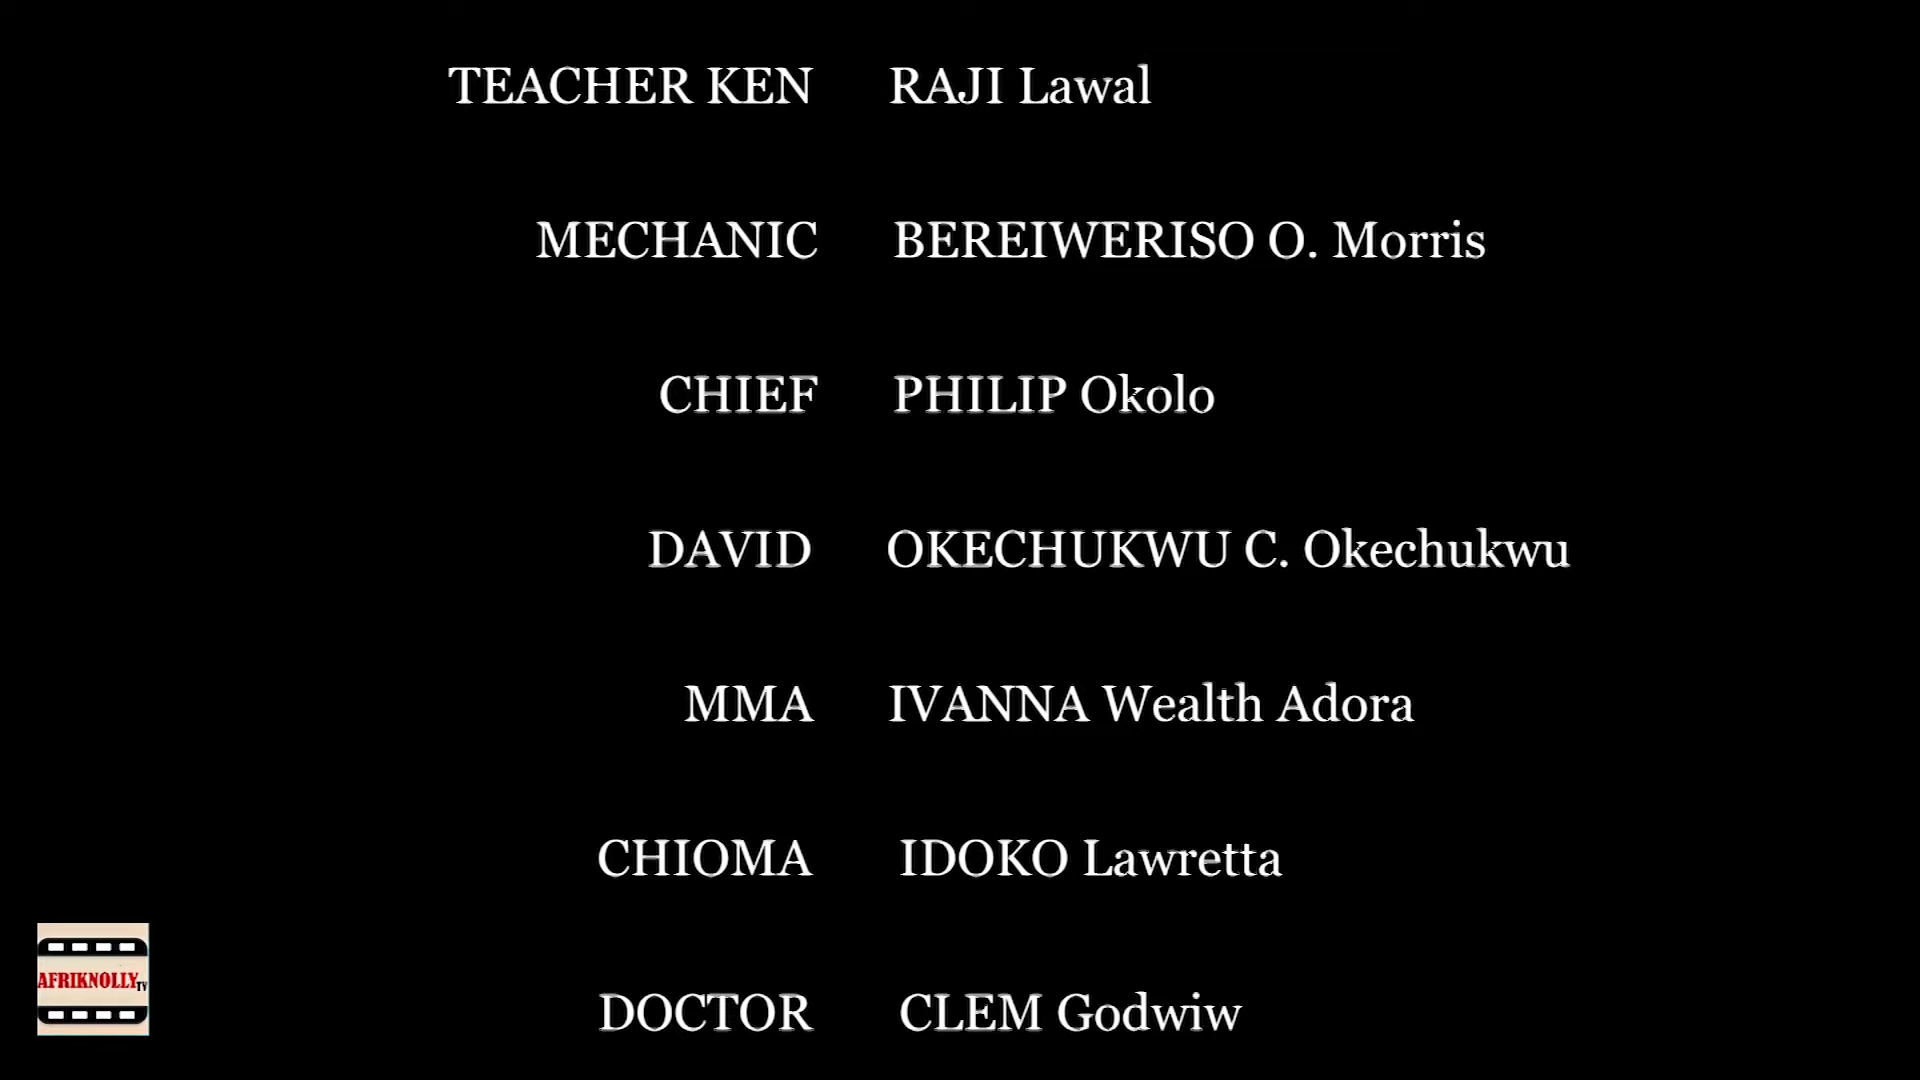 TEACHER KEN RAJI Lawal
MECHANIC BEREIWERISO O. Morris
CHIEF PHILIP Okolo
DAVID OKECHUKWU C. Okechukwu
MMA IVANNA Wealth Adora
CHIOMA IDOKO Lawretta
DOCTOR CLEM Godwiw
AFRIKNOLLY TV